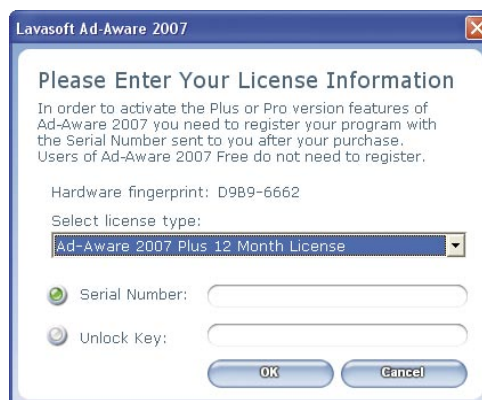 Lavasoft Ad-Aware 2007
Please Enter Your License Information
In order to activate the Plus or Pro version features of
Ad-Aware 2007 you need to register your program with
the Serial Number sent to you after your purchase.
Users of Ad-Aware 2007 Free do not need to register.
Hardware fingerprint: D9B9-6662
Select license type:
Ad-Aware 2007 Plus 12 Month License
Serial Number:
Unlock Key:
OK Cancel